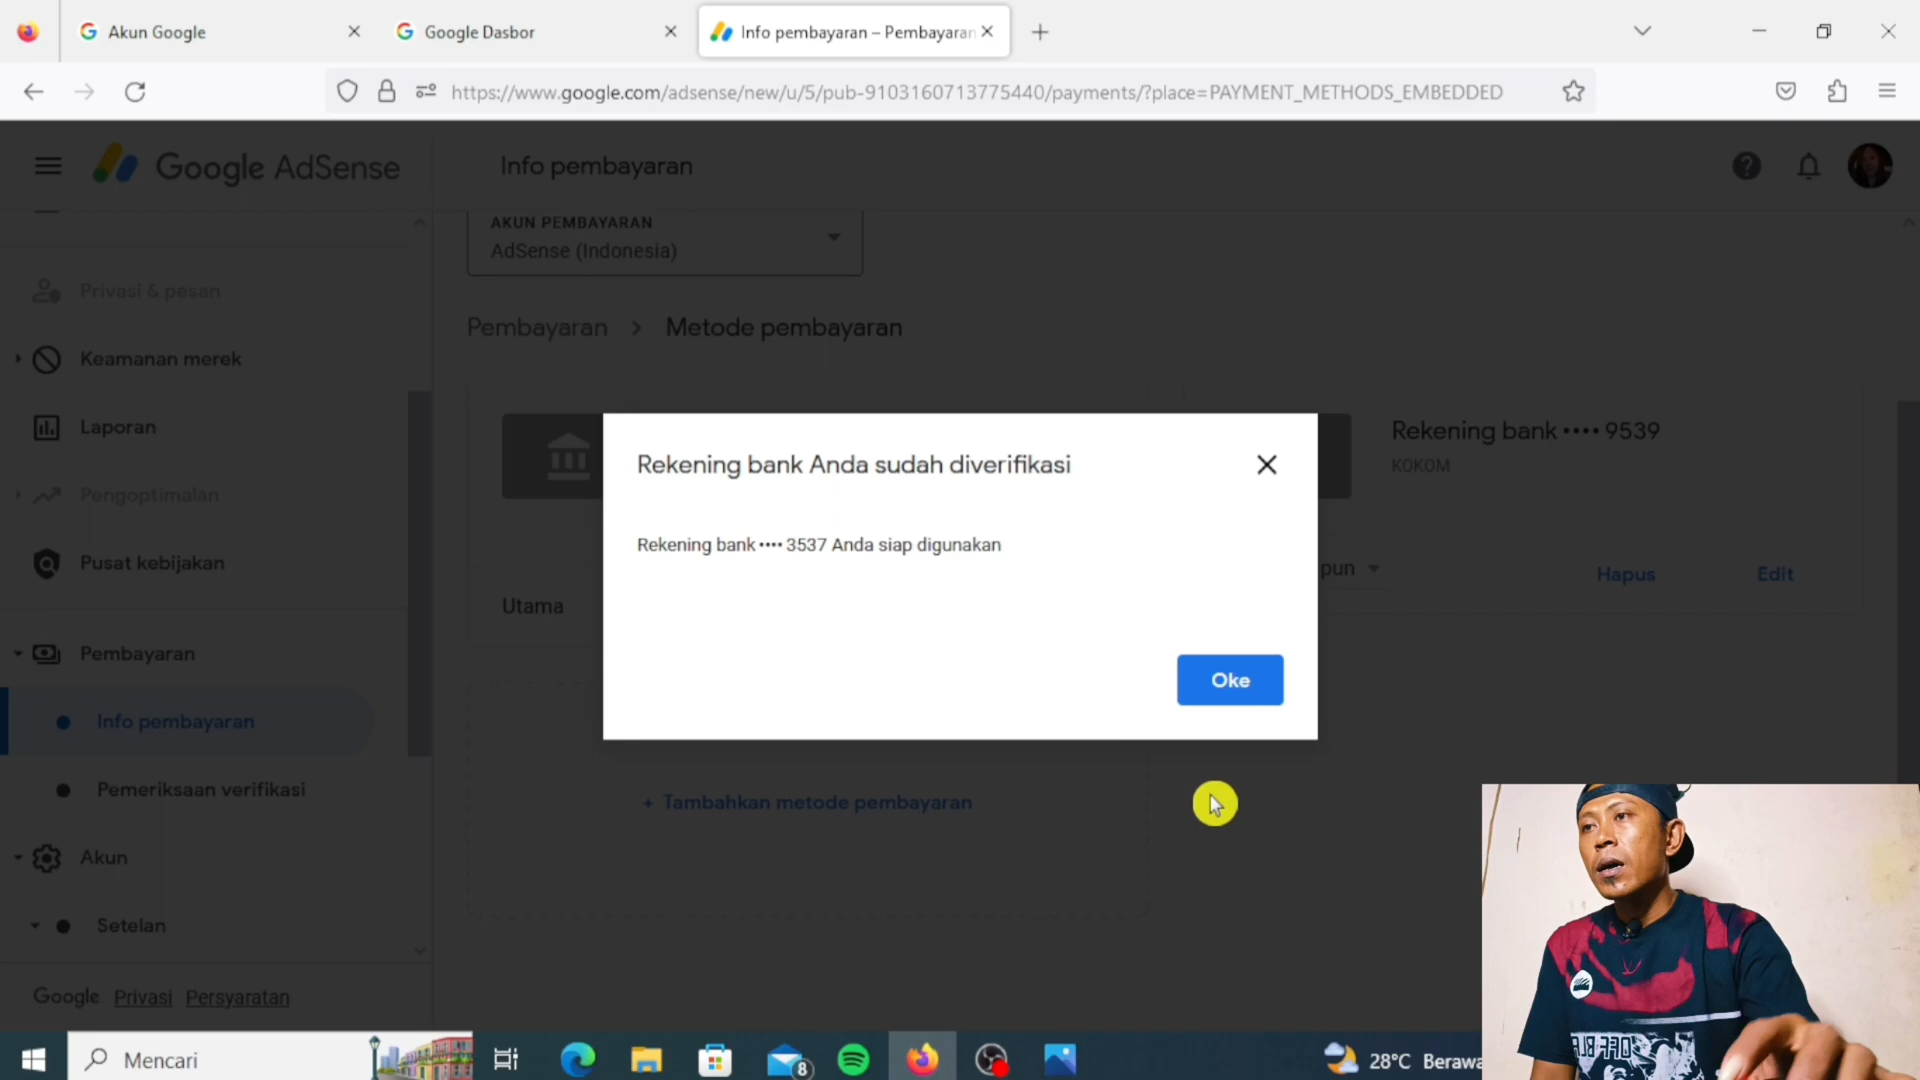 Akun Google
Google Dasbor
Info pembayaran – Pembayaran
https://www.google.com/adsense/new/u/5/pub-9103160713775440/payments/?place=PAYMENT_METHODS_EMBEDDED
Google AdSense
Info pembayaran
AKUN PEMBAYARAN
AdSense (Indonesia)
Privasi & pesan
Keamanan merek
Laporan
Pengoptimalan
Pusat kebijakan
Pembayaran
Info pembayaran
Pemeriksaan verifikasi
Akun
Setelan
Google Privasi Persyaratan
Pembayaran > Metode pembayaran
Rekening bank Anda sudah diverifikasi
Rekening bank •••• 3537 Anda siap digunakan
Oke
Utama
Rekening bank •••• 9539
KOKOM
pun
Hapus
Edit
+ Tambahkan metode pembayaran
Mencari
8
28°C Berawa